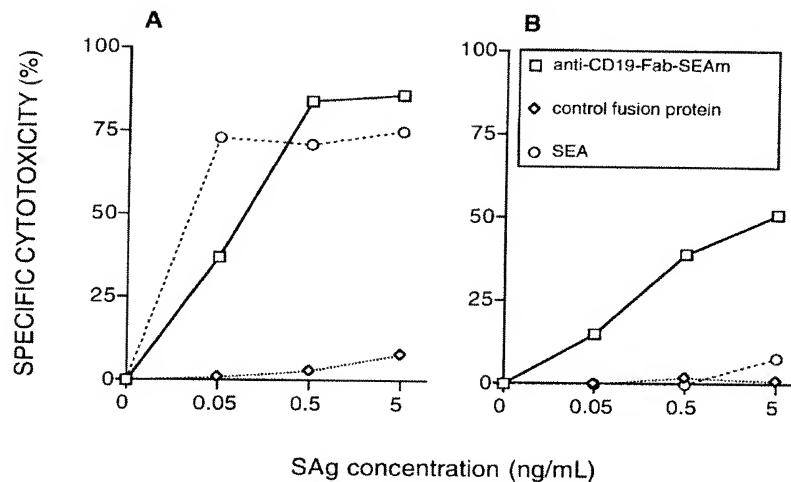 A
B
SPECIFIC CYTOTOXICITY (%)
100
75
50
25
0
0
0.05
0.5
5
100
75
50
25
0
0
0.05
0.5
5
anti-CD19-Fab-SEAm
control fusion protein
SEA
SAg concentration (ng/mL)